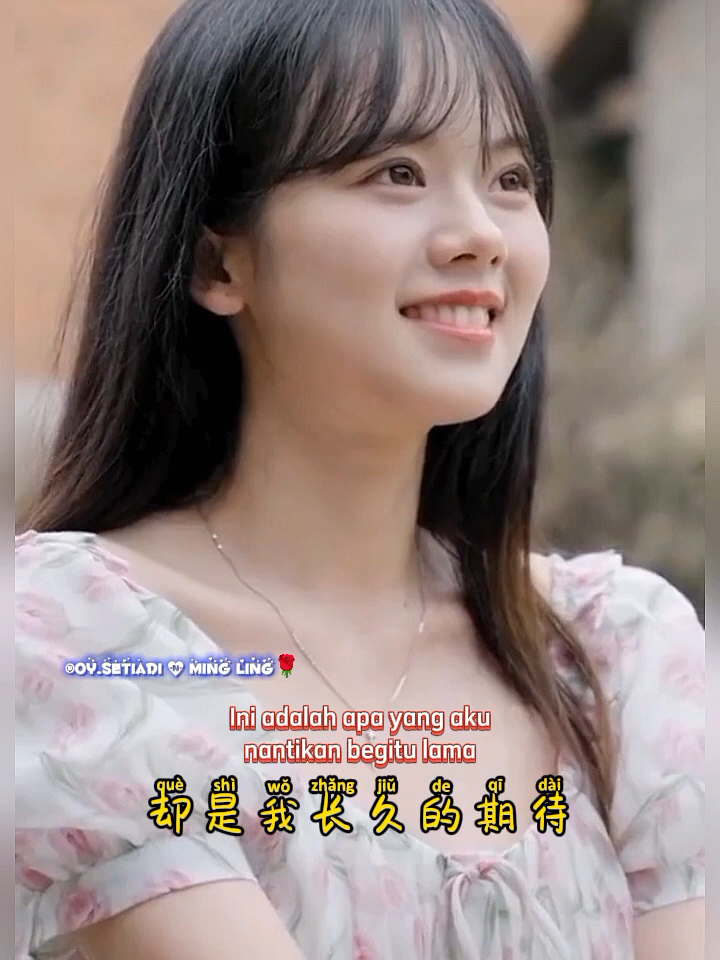 ©OY.SETIADI MING LING
Ini adalah apa yang aku
nantikan begitu lama
què shì wǒ zhǎng jiǔ de qī dài
却是我长久的期待